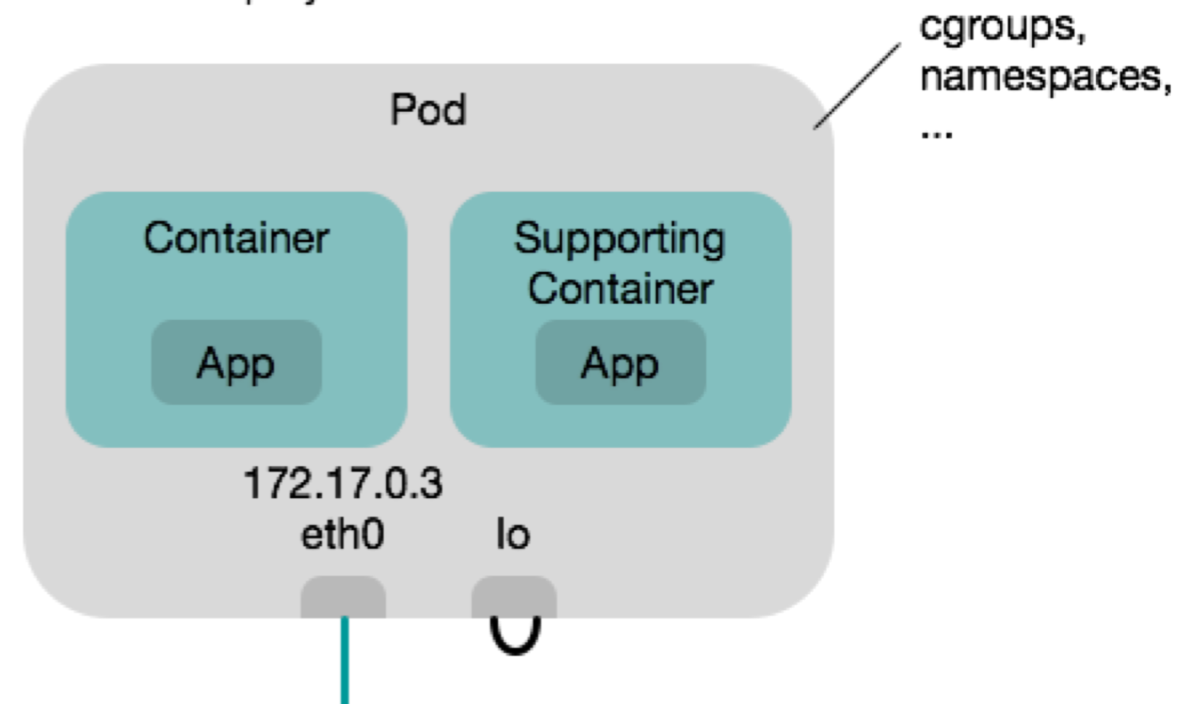 cgroups,
namespaces,
...
Pod
Container
Supporting
Container
App
App
172.17.0.3
eth0
lo